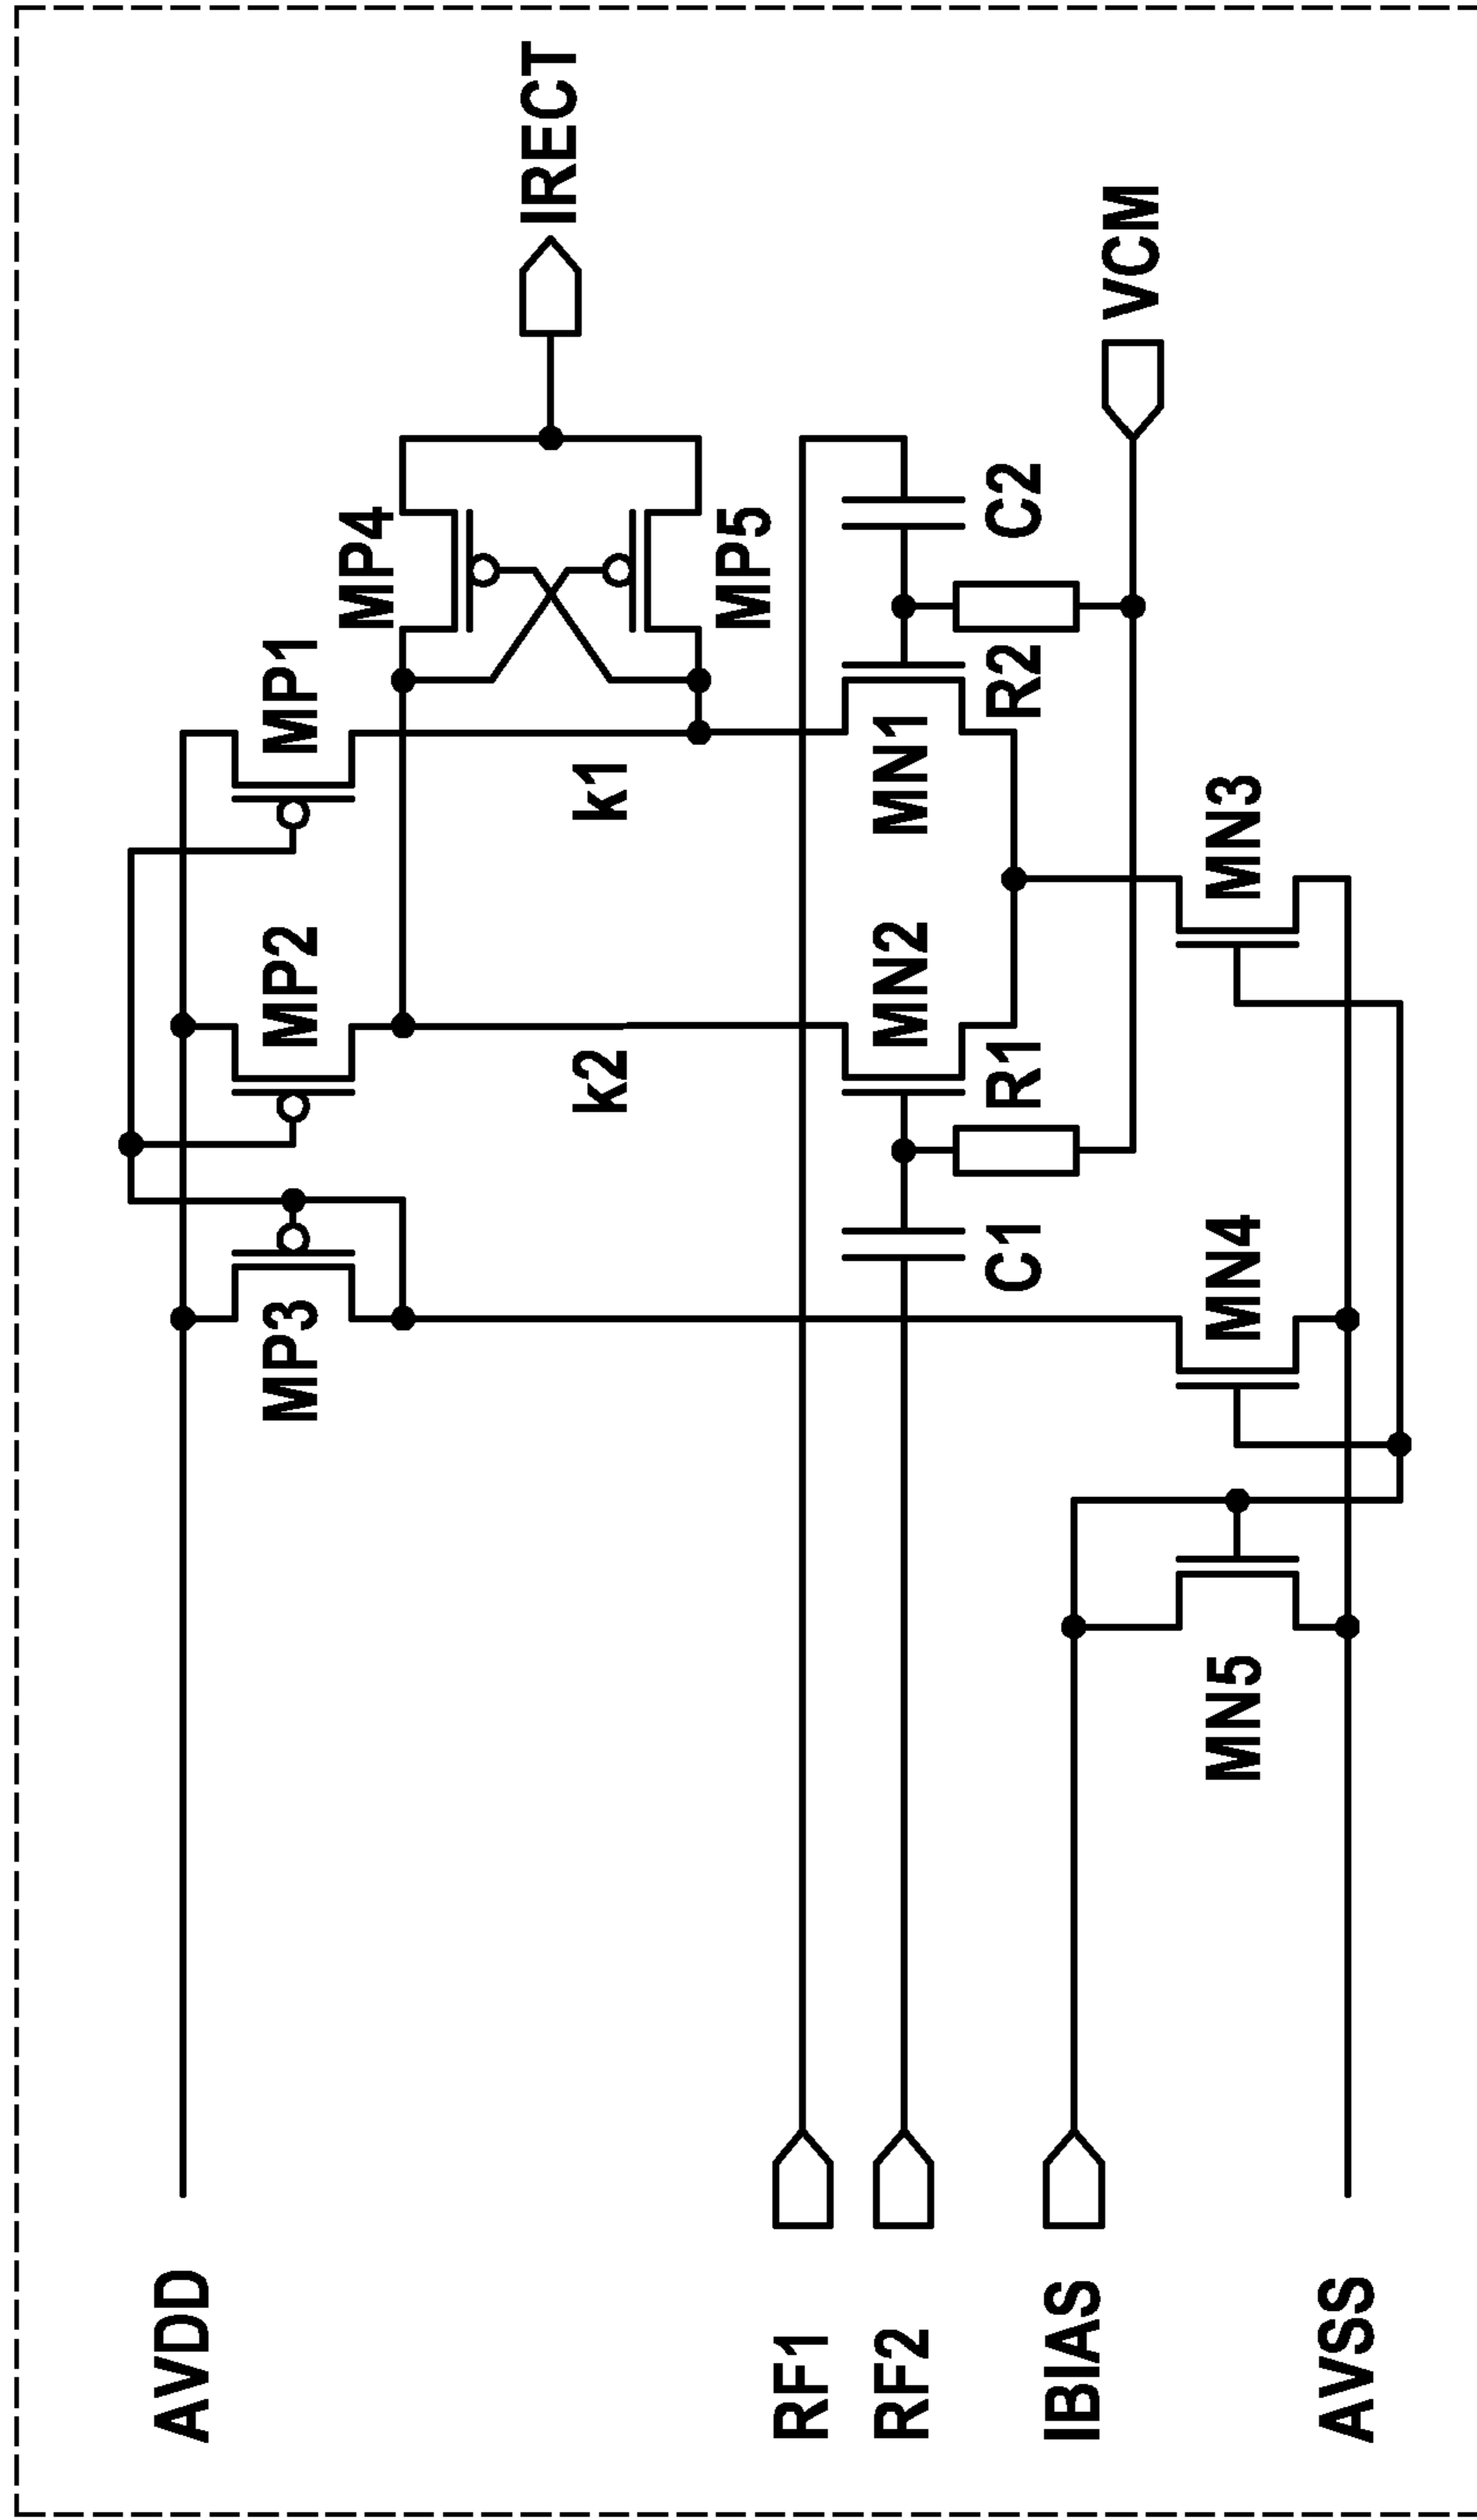 AVDD
MP3
MP2
MP1
MP4
IRECT
k2
k1
MP5
RF1
RF2
MN2
MN1
C1
R1
R2
C2
IBIAS
VCM
MN5
MN4
MN3
AVSS